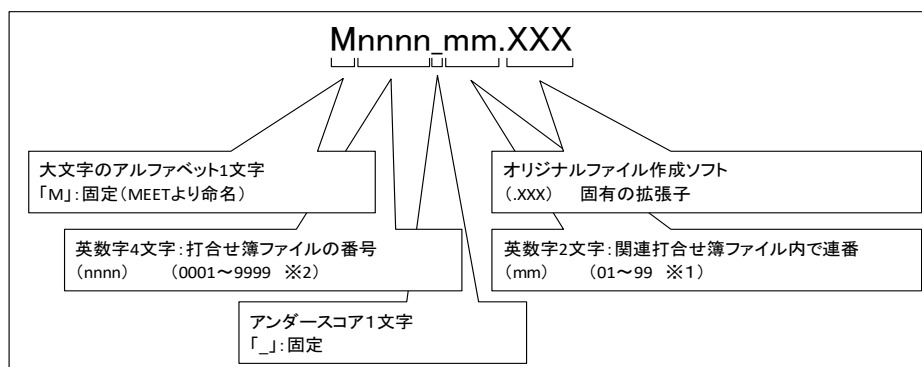 Mnnnn_mm.XXX
大文字のアルファベット1文字
「M」:固定(MEETより命名)
オリジナルファイル作成ソフト
(.XXX) 固有の拡張子
英数字4文字:打合せ簿ファイルの番号
(nnnn) (0001～9999 ※2)
英数字2文字:関連打合せ簿ファイル内で連番
(mm) (01～99 ※1)
アンダースコア1文字
「_」:固定